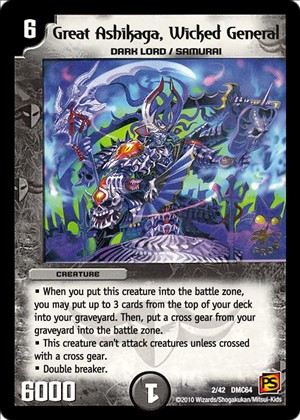 6 Great Ashikaga, Wicked General
DARK LORD / SAMURAI
CREATURE
■ When you put this creature into the battle zone,
you may put up to 3 cards from the top of your deck
into your graveyard. Then, put a cross gear from your
graveyard into the battle zone.
■ This creature can't attack creatures unless crossed
with a cross gear.
■ Double breaker.
6000
1
2/42 DMC64
PS
©2010 Wizards/Shogakukan/Mitsui-Kids